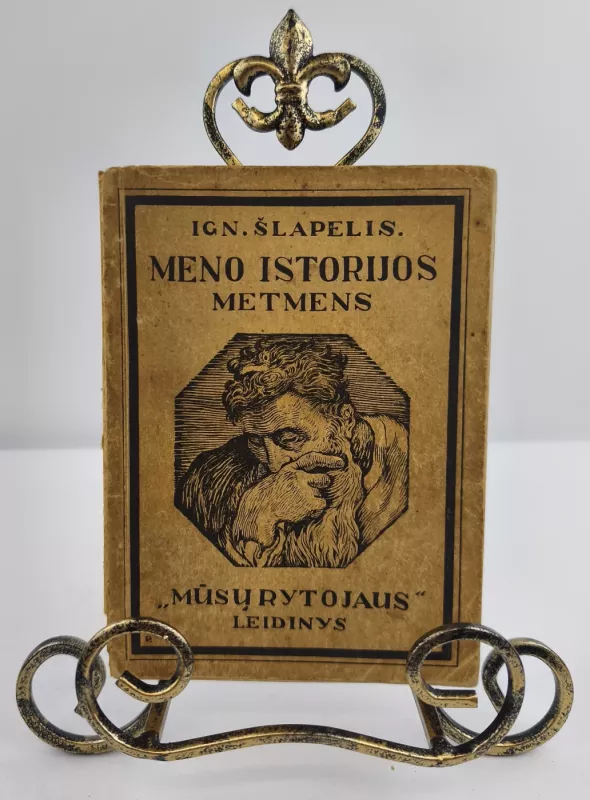 IGN. ŠLAPELIS.
MENO ISTORIJOS
METMENS
„MŪSŲ RYTOJAUS“
LEIDINYS